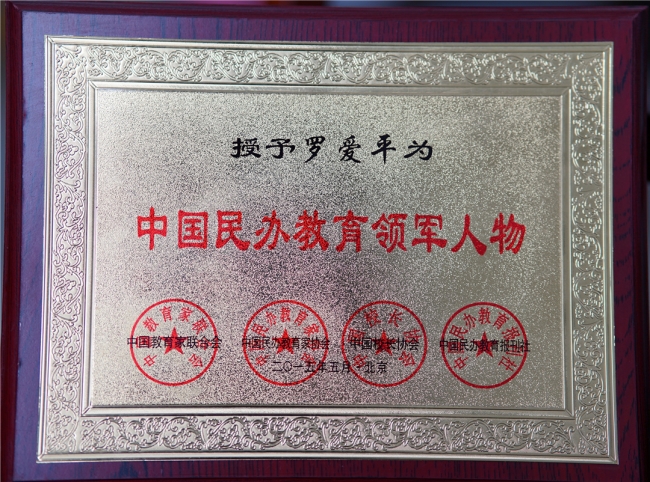 授予罗爱平为
中国民办教育领军人物
中国教育家联合会 中国民办教育家协会 中国校长协会 中国民办教育报刊社
二〇一五年五月·北京